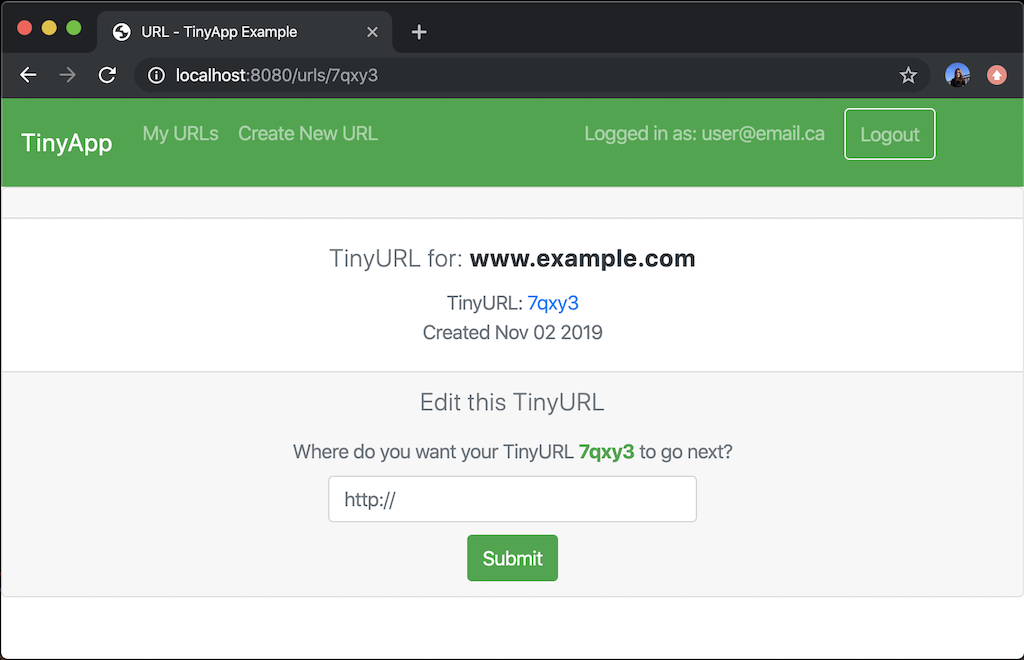 URL - TinyApp Example
localhost:8080/urls/7qxy3
TinyApp My URLs Create New URL Logged in as: user@email.ca Logout
TinyURL for: www.example.com
TinyURL: 7qxy3
Created Nov 02 2019
Edit this TinyURL
Where do you want your TinyURL 7qxy3 to go next?
http://
Submit